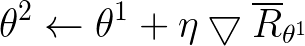 θ² ← θ¹ + η ▽ R̅_θ¹